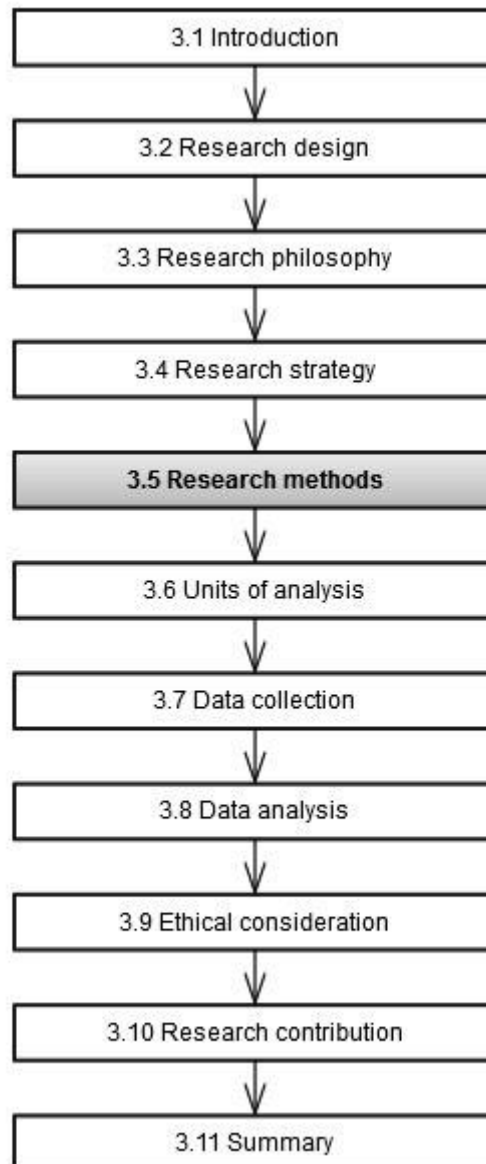 3.1 Introduction
3.2 Research design
3.3 Research philosophy
3.4 Research strategy
3.5 Research methods
3.6 Units of analysis
3.7 Data collection
3.8 Data analysis
3.9 Ethical consideration
3.10 Research contribution
3.11 Summary